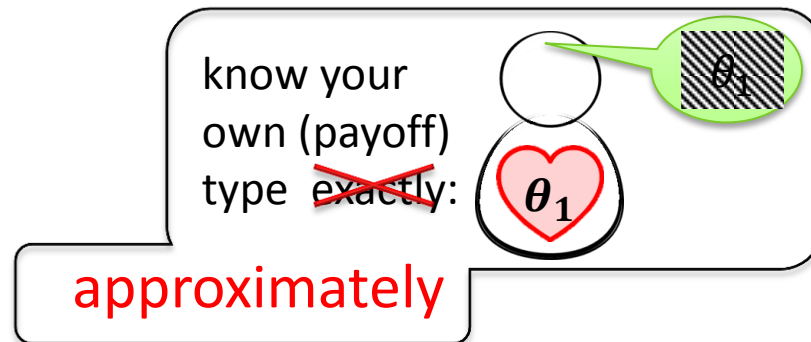 know your
own (payoff)
type exactly:
approximately
θ₁
θ₁